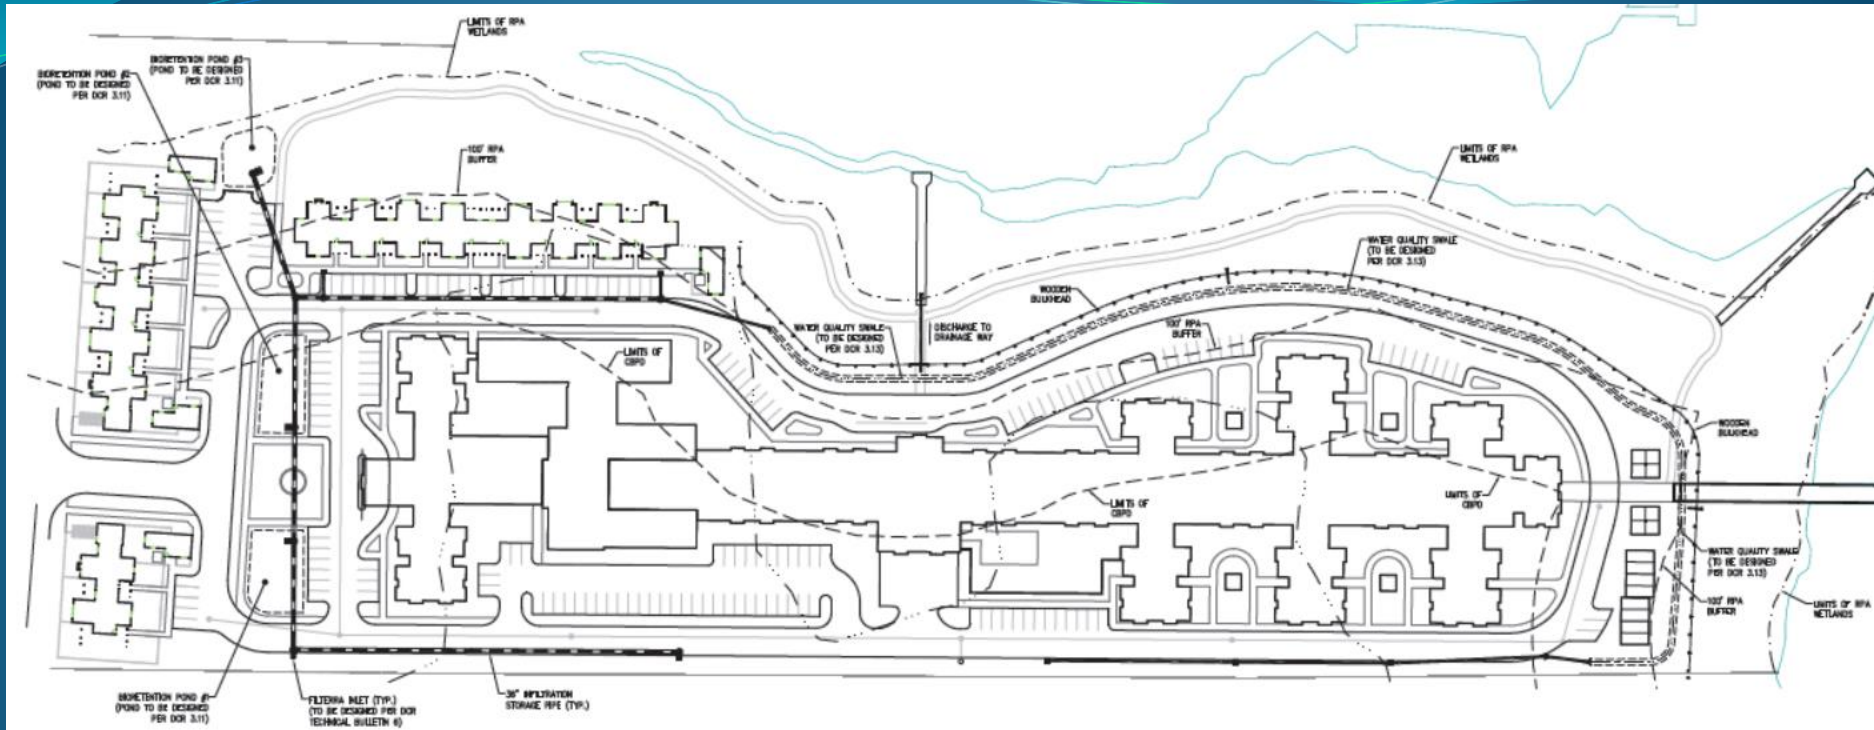 LIMITS OF RPA
WETLANDS
BIORETENTION POND #3
(POND TO BE DESIGNED
PER DCR 3.11)
BIORETENTION POND #2
(POND TO BE DESIGNED
PER DCR 3.11)
100' RPA
BUFFER
LIMITS OF RPA
WETLANDS
WATER QUALITY SWALE
(TO BE DESIGNED
PER DCR 3.13)
WOODEN
BULKHEAD
100' RPA
BUFFER
WATER QUALITY SWALE
(TO BE DESIGNED
PER DCR 3.13)
DISCHARGE TO
DRAINAGE WAY
LIMITS OF
CBPD
WOODEN
BULKHEAD
LIMITS OF
CBPD
LIMITS OF
CBPD
WATER QUALITY SWALE
(TO BE DESIGNED
PER DCR 3.13)
100' RPA
BUFFER
LIMITS OF RPA
WETLANDS
BIORETENTION POND #1
(POND TO BE DESIGNED
PER DCR 3.11)
FILTERRA INLET (TYP.)
(TO BE DESIGNED PER DCR
TECHNICAL BULLETIN 6)
36" INFILTRATION
STORAGE PIPE (TYP.)